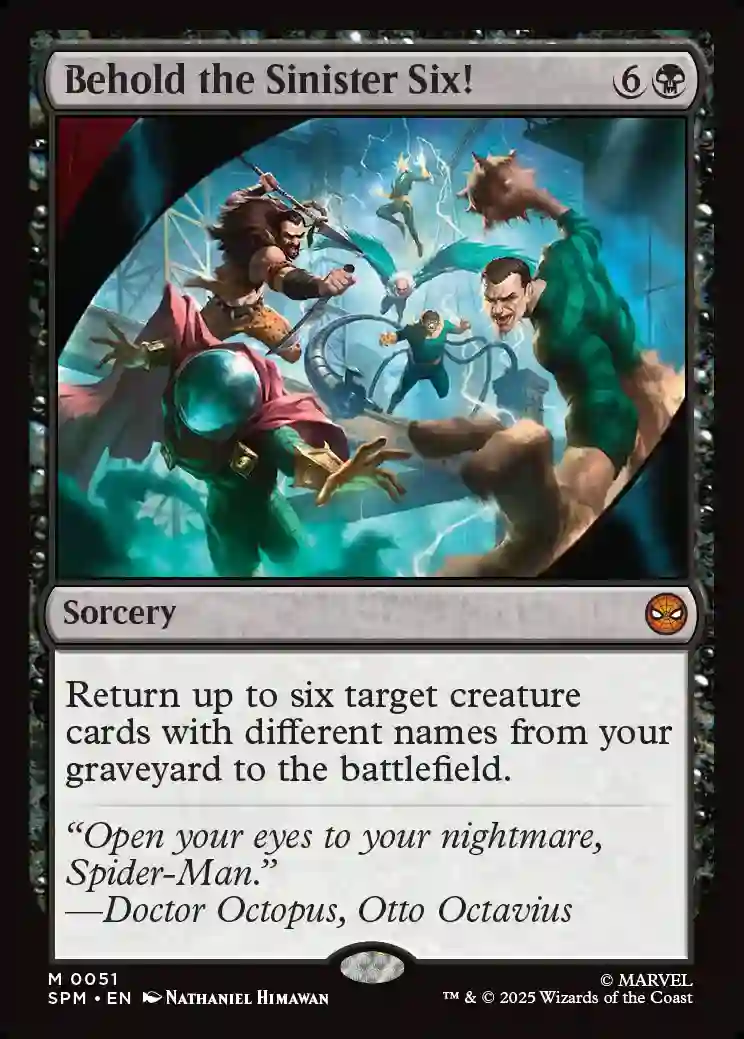 Behold the Sinister Six! 6
Sorcery
Return up to six target creature
cards with different names from your
graveyard to the battlefield.
“Open your eyes to your nightmare,
Spider-Man.”
—Doctor Octopus, Otto Octavius
M 0051
SPM • EN NATHANIEL HIMAWAN
© MARVEL
™ & © 2025 Wizards of the Coast